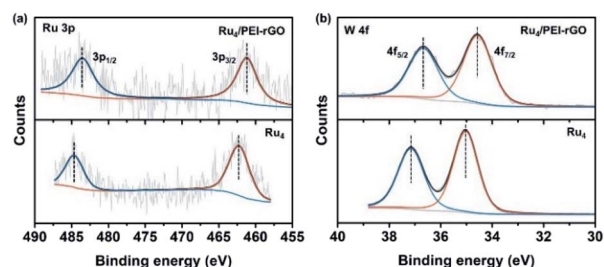 (a)
Ru 3p
Ru₄/PEI-rGO
3p₁/₂
3p₃/₂
Ru₄
Counts
490 485 480 475 470 465 460 455
Binding energy (eV)
(b)
W 4f
Ru₄/PEI-rGO
4f₅/₂
4f₇/₂
Ru₄
Counts
40 38 36 34 32 30
Binding energy (eV)